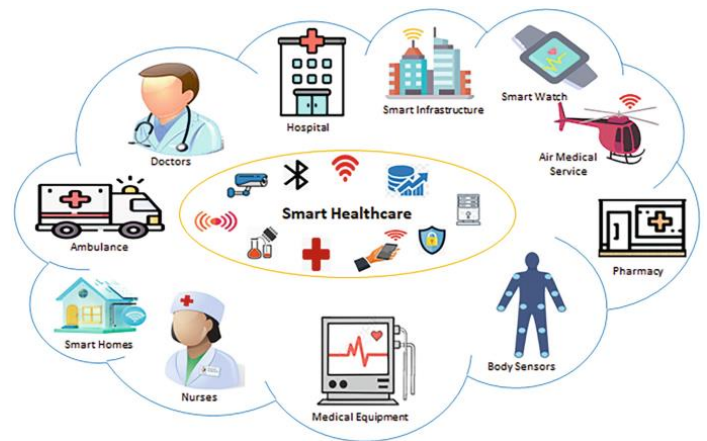 Hospital
Smart Infrastructure
Smart Watch
Doctors
Air Medical
Service
Smart Healthcare
Ambulance
Pharmacy
Smart Homes
Body Sensors
Nurses
Medical Equipment